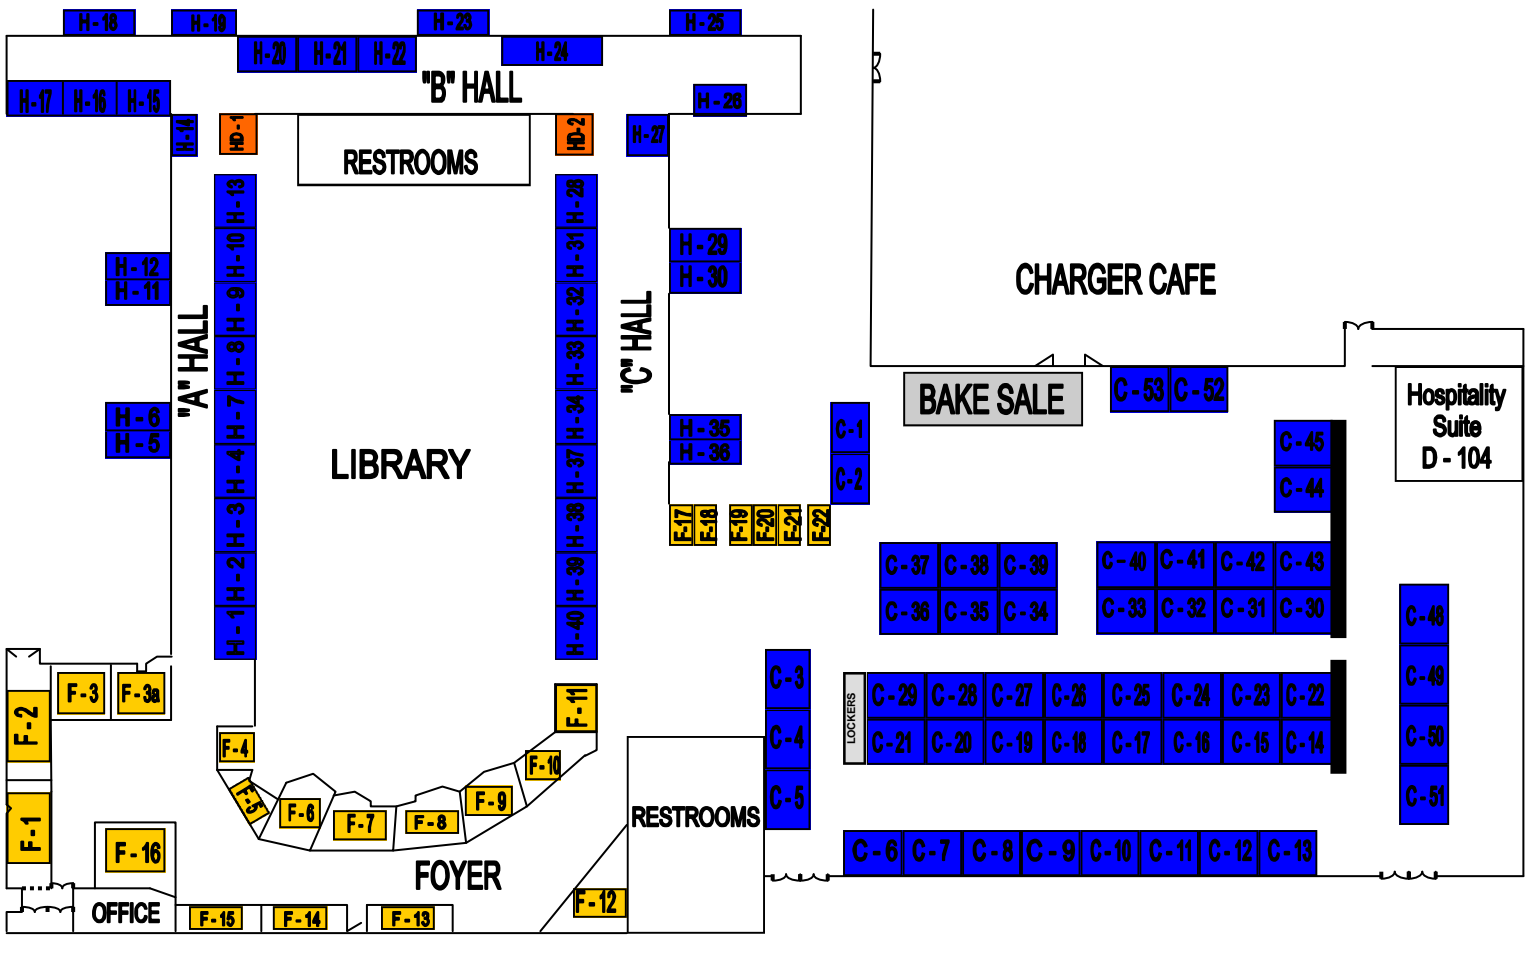 H - 18
H - 19
H - 23
H - 25
H - 20
H - 21
H - 22
H - 24
"B" HALL
H - 17
H - 16
H - 15
H - 26
H - 14
HD - 1
HD - 2
H - 27
RESTROOMS
H - 13
H - 28
H - 10
H - 31
H - 29
H - 30
H - 12
H - 11
H - 9
H - 32
CHARGER CAFE
"A" HALL
"C" HALL
H - 8
H - 33
H - 7
H - 34
BAKE SALE
C - 53
C - 52
Hospitality
Suite
D - 104
H - 6
H - 5
H - 35
H - 36
C - 1
C - 2
C - 45
C - 44
H - 4
H - 37
LIBRARY
H - 3
H - 38
F - 17
F - 18
F - 19
F - 20
F - 21
F - 22
H - 2
H - 39
C - 37
C - 38
C - 39
C - 40
C - 41
C - 42
C - 43
C - 36
C - 35
C - 34
C - 33
C - 32
C - 31
C - 30
H - 1
H - 40
C - 48
C - 49
C - 50
C - 51
F - 3
F - 3a
F - 2
F - 11
C - 3
C - 4
C - 5
LOCKERS
C - 29
C - 28
C - 27
C - 26
C - 25
C - 24
C - 23
C - 22
C - 21
C - 20
C - 19
C - 18
C - 17
C - 16
C - 15
C - 14
F - 4
F - 5
F - 6
F - 7
F - 8
F - 9
F - 10
RESTROOMS
F - 1
F - 16
C - 6
C - 7
C - 8
C - 9
C - 10
C - 11
C - 12
C - 13
FOYER
OFFICE
F - 15
F - 14
F - 13
F - 12